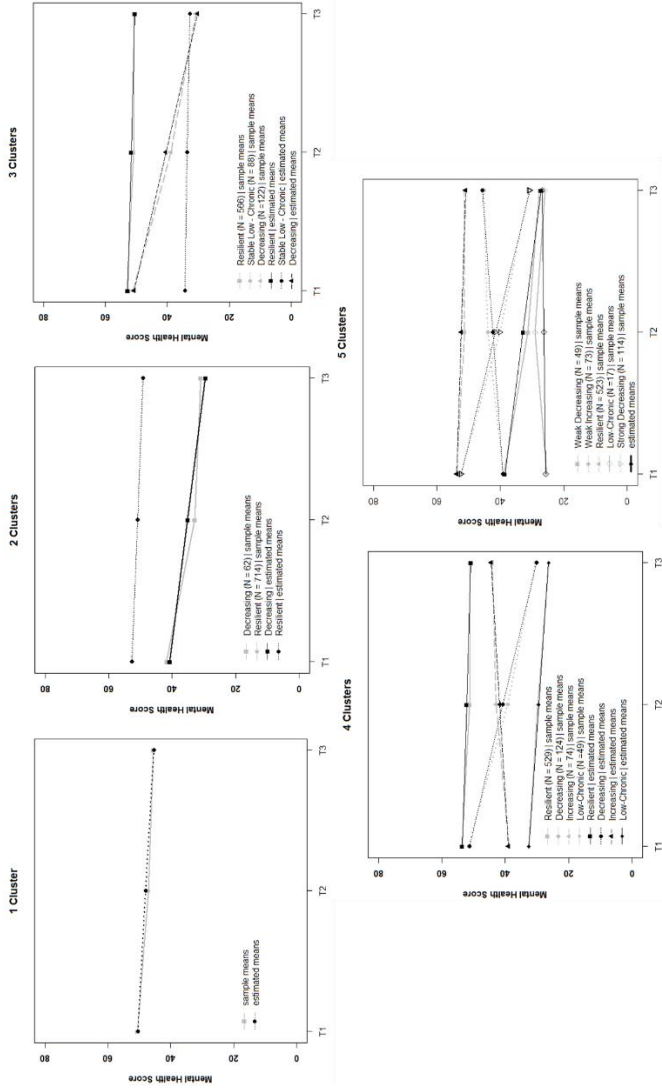 1 Cluster
Mental Health Score
80
60
40
20
0
sample means
estimated means
T1
T2
T3
2 Clusters
Mental Health Score
80
60
40
20
0
Decreasing (N = 62) | sample means
Resilient (N = 714) | sample means
Decreasing | estimated means
Resilient | estimated means
T1
T2
T3
3 Clusters
Mental Health Score
80
60
40
20
0
Resilient (N = 566) | sample means
Stable Low - Chronic (N = 88) | sample means
Decreasing (N =122) | sample means
Resilient | estimated means
Stable Low - Chronic | estimated means
Decreasing | estimated means
T1
T2
T3
4 Clusters
Mental Health Score
80
60
40
20
0
Resilient (N = 529) | sample means
Decreasing (N = 124) | sample means
Increasing (N = 74) | sample means
Low-Chronic (N =49) | sample means
Resilient | estimated means
Decreasing | estimated means
Increasing | estimated means
Low-Chronic | estimated means
T1
T2
T3
5 Clusters
Mental Health Score
80
60
40
20
0
Weak Decreasing (N = 49) | sample means
Weak Increasing (N = 73) | sample means
Resilient (N = 523) | sample means
Low-Chronic (N =17) | sample means
Strong Decreasing (N = 114) | sample means
estimated means
T1
T2
T3